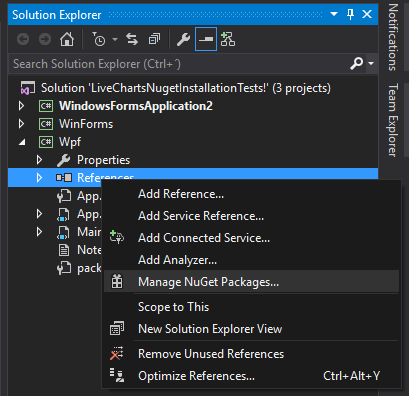 Solution Explorer
Search Solution Explorer (Ctrl+´)
Solution 'LiveChartsNugetInstallationTests!' (3 projects)
C# WindowsFormsApplication2
C# WinForms
C# Wpf
Properties
References
App.
App.
Main
Note
pack
Add Reference...
Add Service Reference...
Add Connected Service...
Add Analyzer...
Manage NuGet Packages...
Scope to This
New Solution Explorer View
Remove Unused References
Optimize References... Ctrl+Alt+Y
Notifications
Team Explorer